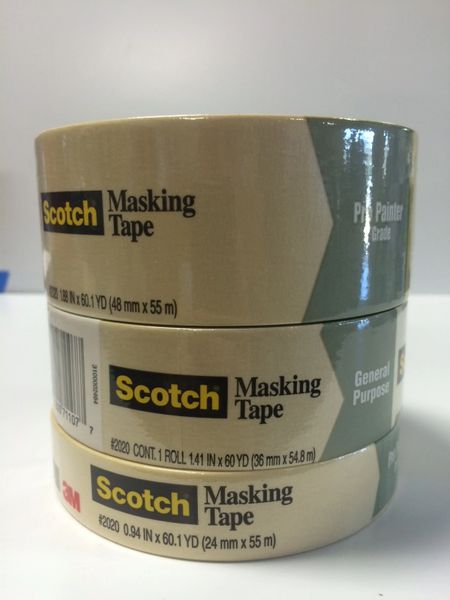 Scotch
Masking
Tape
Pro Painter
Grade
#2020 1.88 IN x 60.1 YD (48 mm x 55 m)
7
Scotch
Masking
Tape
General
Purpose
#2020 CONT. 1 ROLL 1.41 IN x 60 YD (36 mm x 54.8 m)
3M
Scotch
Masking
Tape
#2020 0.94 IN x 60.1 YD (24 mm x 55 m)